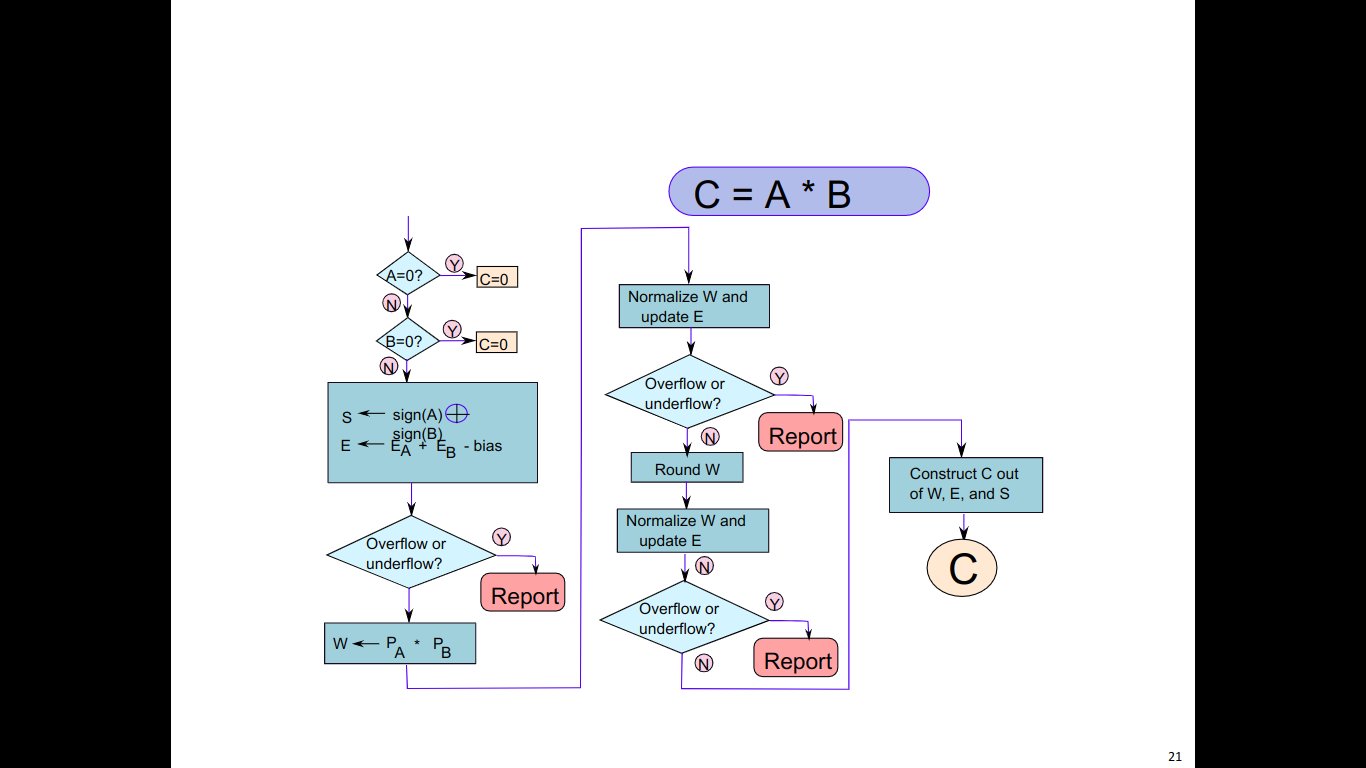 C = A * B
A=0?
Y
C=0
N
B=0?
Y
C=0
N
S ← sign(A) ⊕
sign(B)
E ← E_A + E_B - bias
Overflow or
underflow?
Y
Report
W ← P_A * P_B
Normalize W and
update E
Overflow or
underflow?
Y
Report
N
Round W
Normalize W and
update E
N
Overflow or
underflow?
Y
Report
N
Construct C out
of W, E, and S
C
21